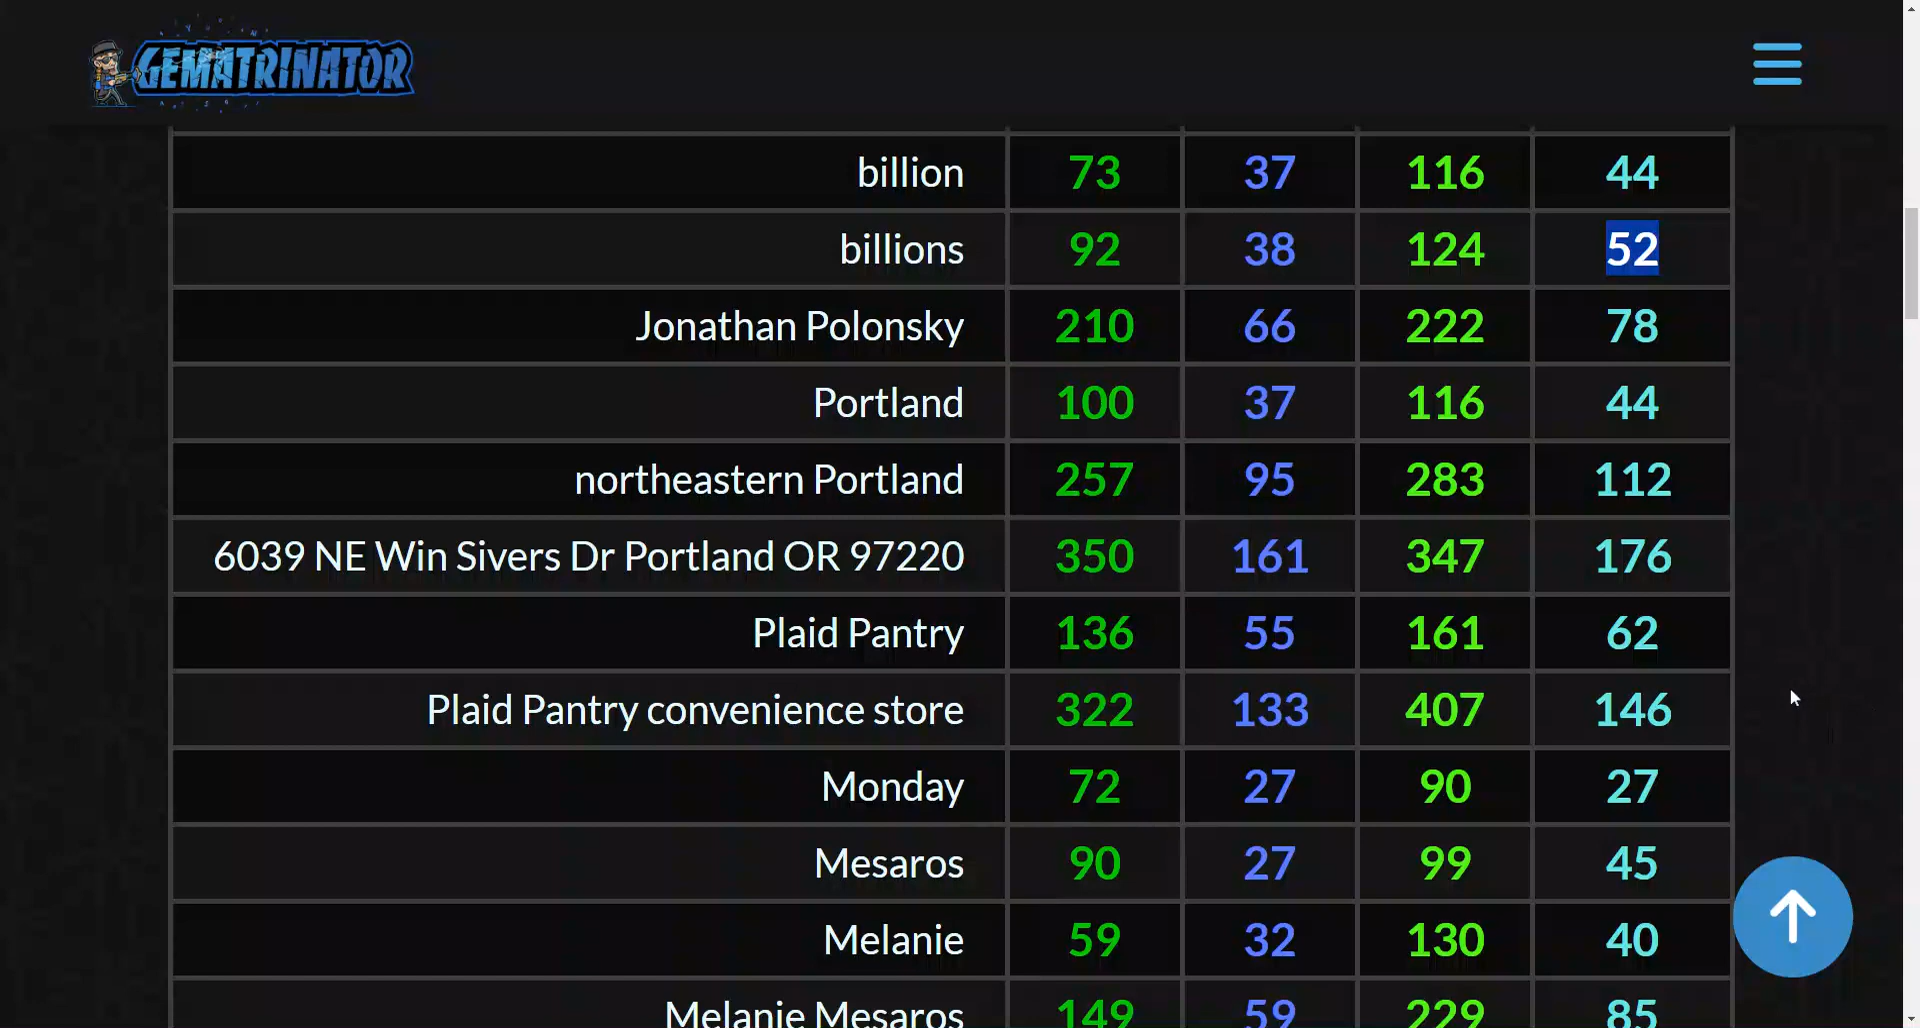 GEMATRINATOR
billion 73 37 116 44
billions 92 38 124 52
Jonathan Polonsky 210 66 222 78
Portland 100 37 116 44
northeastern Portland 257 95 283 112
6039 NE Win Sivers Dr Portland OR 97220 350 161 347 176
Plaid Pantry 136 55 161 62
Plaid Pantry convenience store 322 133 407 146
Monday 72 27 90 27
Mesaros 90 27 99 45
Melanie 59 32 130 40
Melanie Mesaros 149 59 229 85